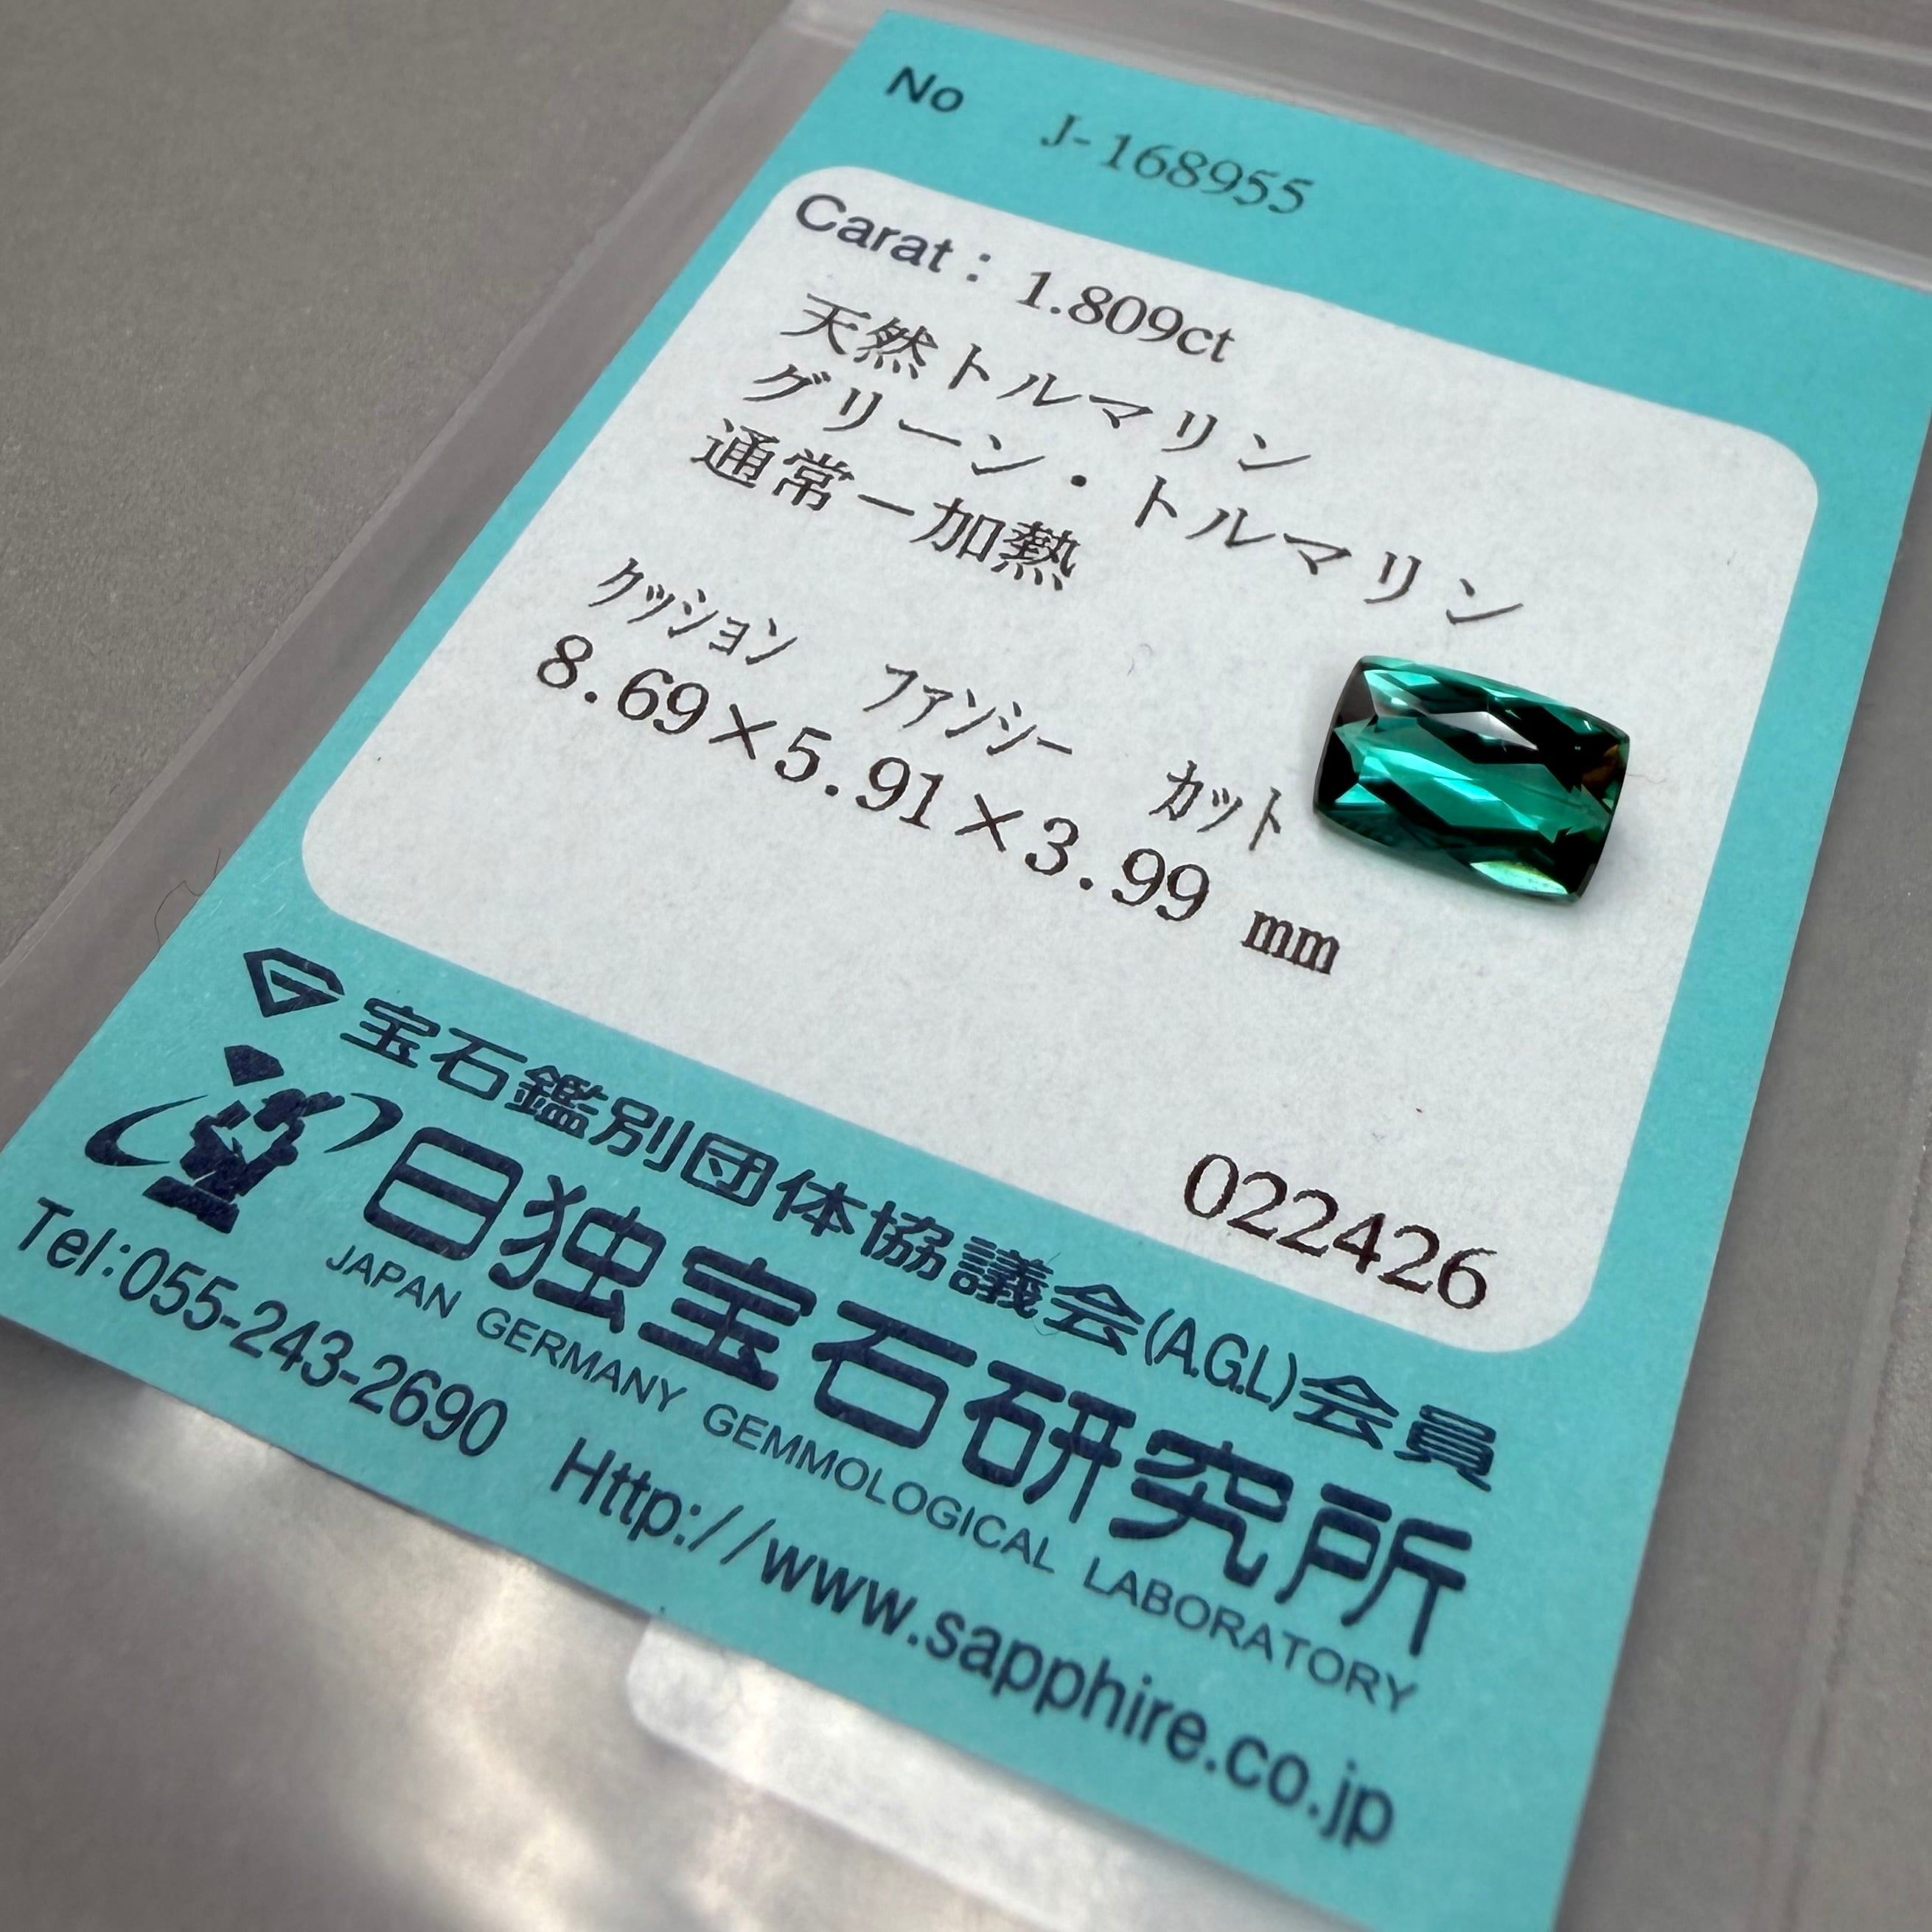 No J-168955
Carat: 1.809ct
天然トルマリン
グリーン・トルマリン
通常－加熱
クッション ファンシー カット
8.69×5.91×3.99 mm
022426
宝石鑑別団体協議会(A.G.L)会員
日独宝石研究所
JAPAN GERMANY GEMMOLOGICAL LABORATORY
Tel:055-243-2690 Http://www.sapphire.co.jp